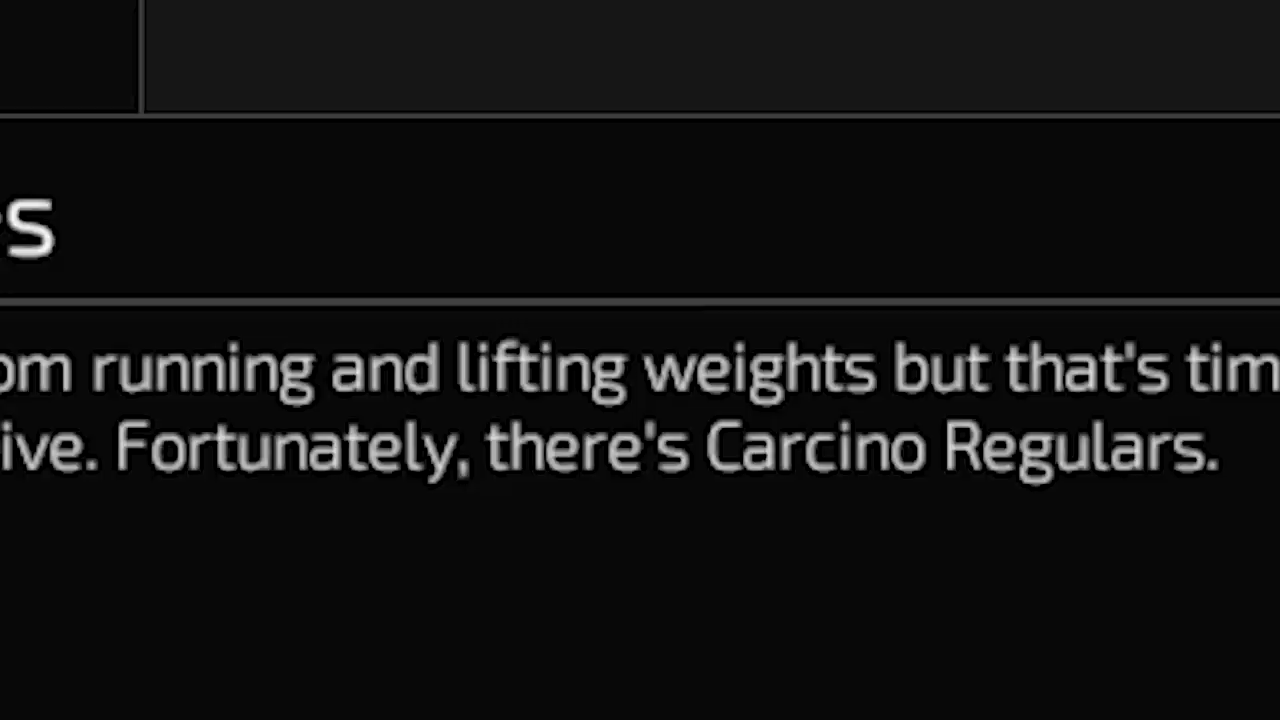 s
om running and lifting weights but that's tim
ive. Fortunately, there's Carcino Regulars.